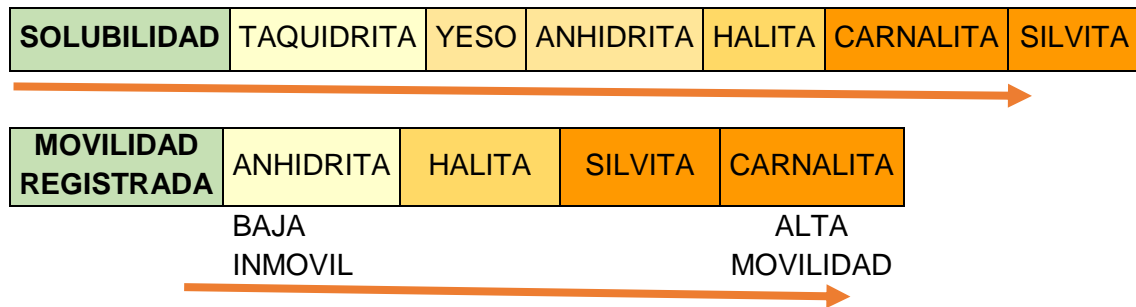 SOLUBILIDAD TAQUIDRITA YESO ANHIDRITA HALITA CARNALITA SILVITA
MOVILIDAD REGISTRADA ANHIDRITA HALITA SILVITA CARNALITA
BAJA ALTA
INMOVIL MOVILIDAD